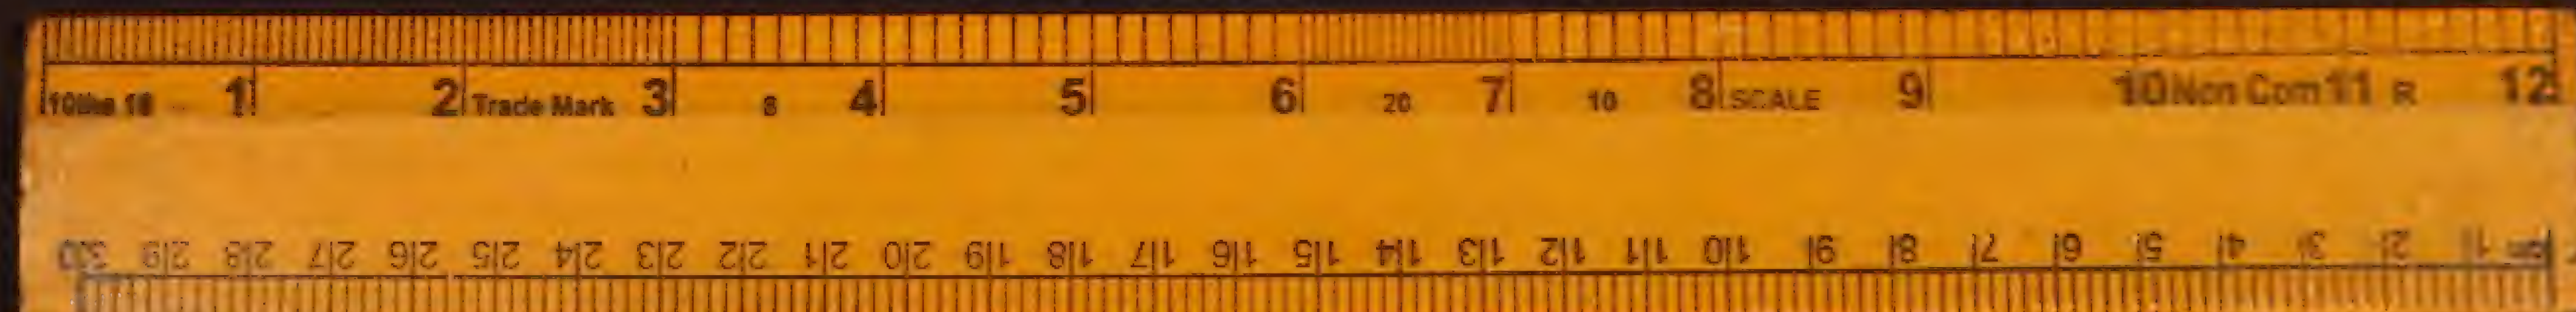 10ths 16 1 2 Trade Mark 3 8 4 5 6 20 7 10 8 SCALE 9 10 Non Com 11 R 12
30 29 28 27 26 25 24 23 22 21 20 19 18 17 16 15 14 13 12 11 10 9 8 7 6 5 4 3 2 1 cm